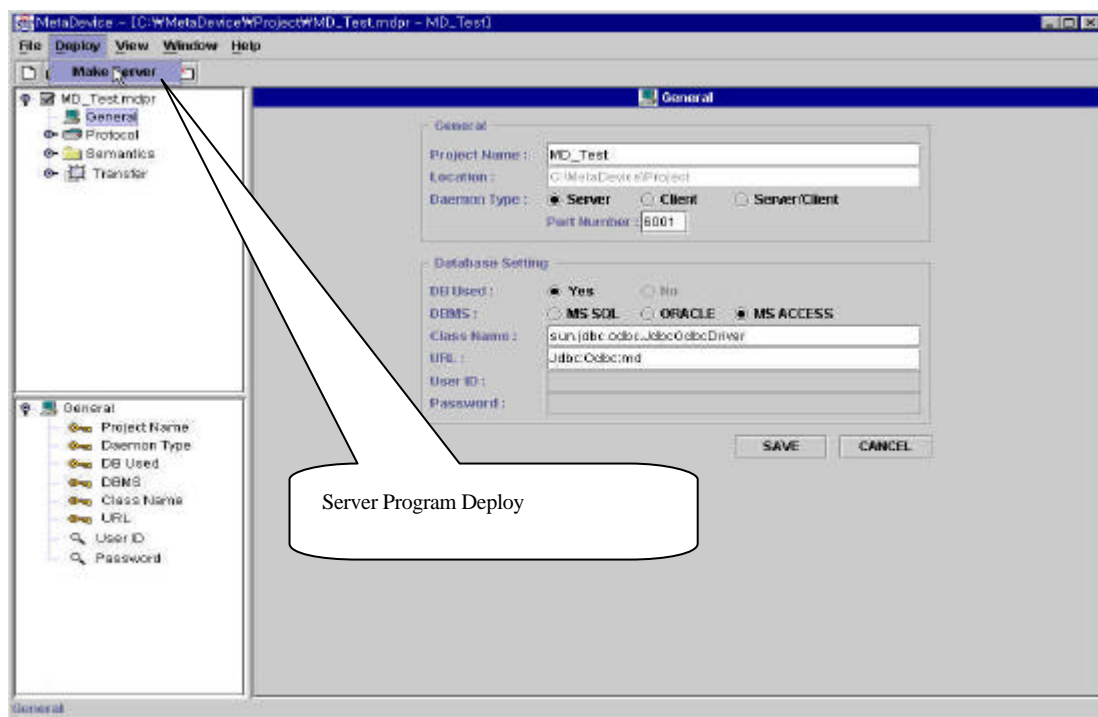 MetaDevice - [C:₩MetaDevice₩Project₩MD_Test.mdpr - MD_Test]
File Deploy View Window Help
Make Server
MD_Test.mdpr
General
Protocol
Semantics
Transfer
General
General
Project Name : MD_Test
Location : C:\MetaDevice\Project
Daemon Type : Server Client Server/Client
Port Number : 6001
Database Setting
DB Used : Yes No
DBMS : MS SQL ORACLE MS ACCESS
Class Name : sun.jdbc.odbc.JdbcOdbcDriver
URL : Jdbc:Odbc:md
User ID :
Password :
SAVE CANCEL
General
Project Name
Daemon Type
DB Used
DBMS
Class Name
URL
User ID
Password
Server Program Deploy
General